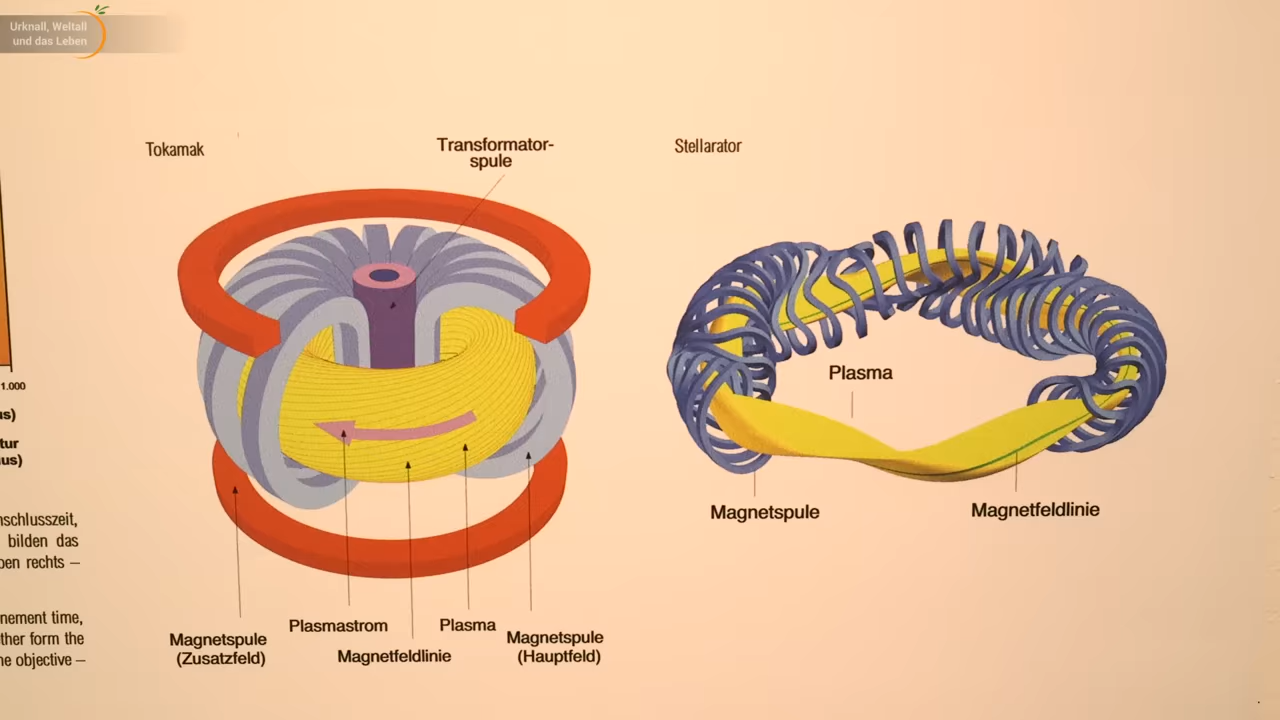 Urknall, Weltall
und das Leben
Tokamak
Transformator-
spule
Stellarator
1.000
us)
tur
us)
nschlusszeit,
bilden das
ben rechts –
nement time,
ther form the
ne objective –
Plasma
Magnetspule
Magnetfeldlinie
Plasmastrom
Plasma
Magnetspule
(Zusatzfeld)
Magnetfeldlinie
Magnetspule
(Hauptfeld)